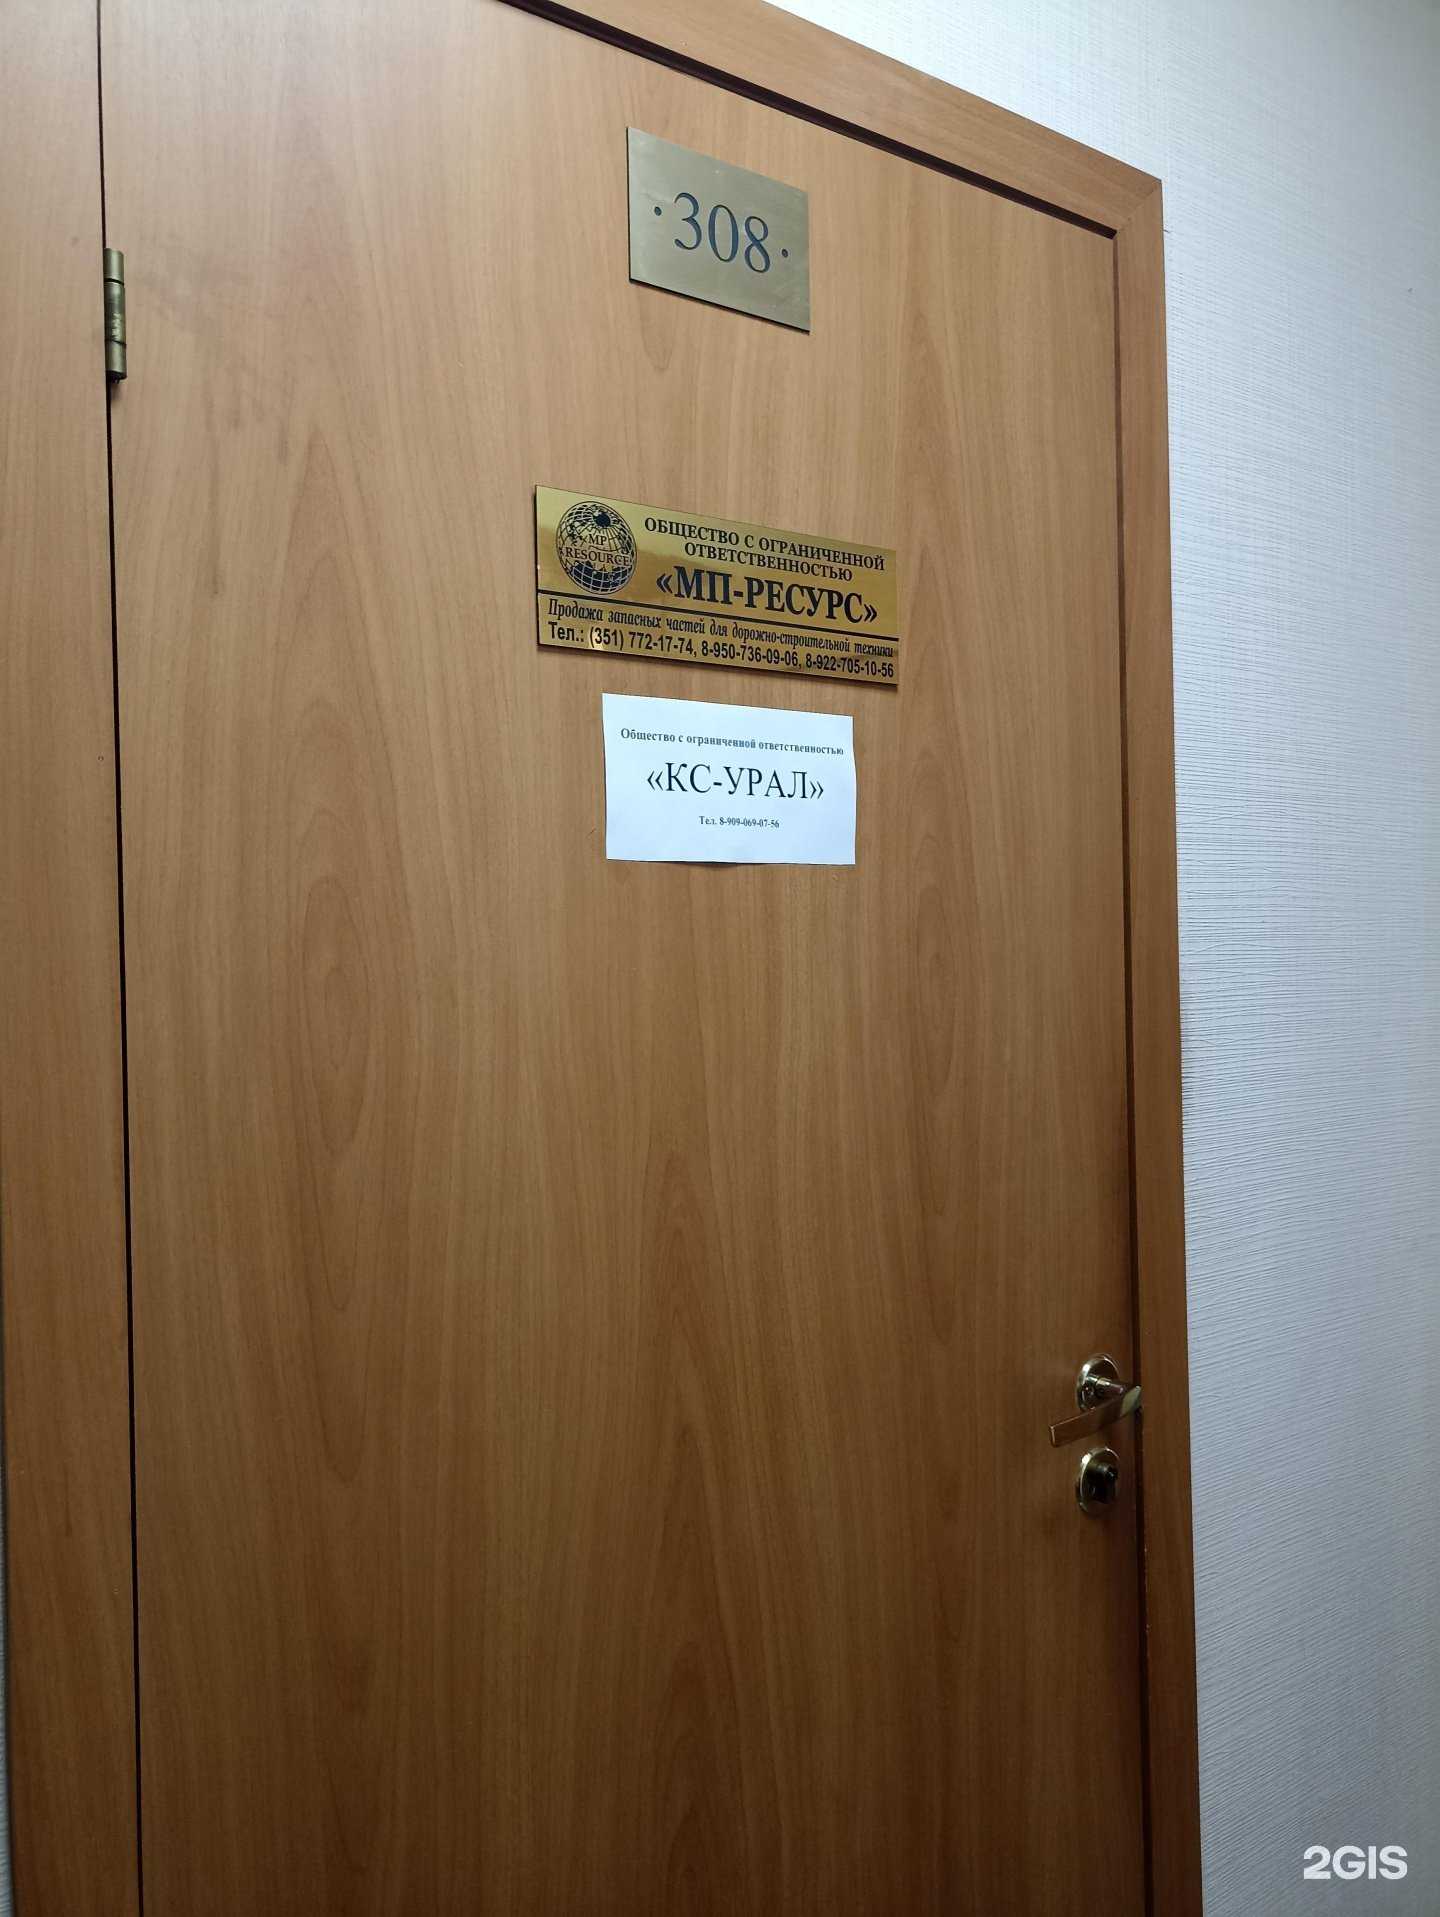 ·308·
MP
RESOURCE
ОБЩЕСТВО С ОГРАНИЧЕННОЙ
ОТВЕТСТВЕННОСТЬЮ
«МП-РЕСУРС»
Продажа запасных частей для дорожно-строительной техники
Тел.: (351) 772-17-74, 8-950-736-09-06, 8-922-705-10-56
Общество с ограниченной ответственностью
«КС-УРАЛ»
Тел. 8-909-069-07-56
2GIS